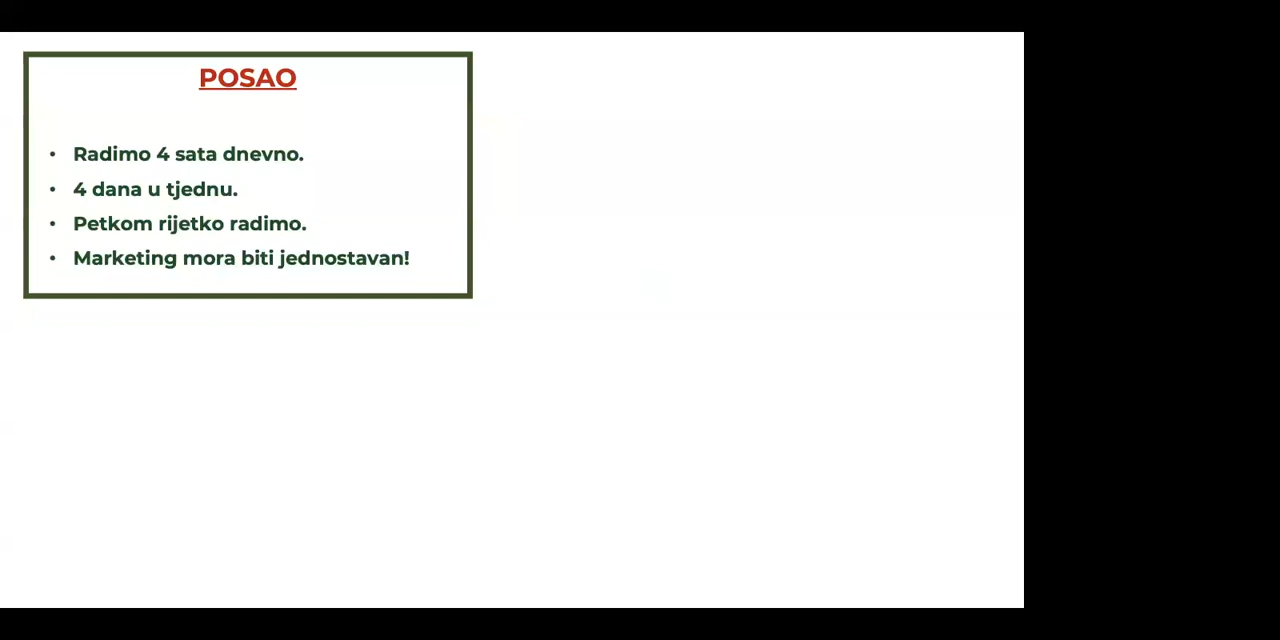 POSAO
• Radimo 4 sata dnevno.
• 4 dana u tjednu.
• Petkom rijetko radimo.
• Marketing mora biti jednostavan!